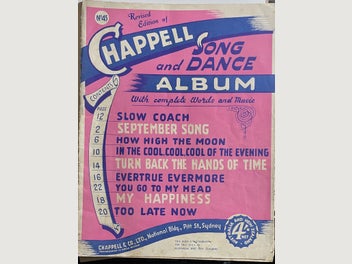 No 45
Revised
Edition of
CHAPPELL
SONG
and DANCE
ALBUM
With complete Words and Music
CONTENTS
PAGE
12 SLOW COACH
2 SEPTEMBER SONG
6 HOW HIGH THE MOON
10 IN THE COOL, COOL, COOL OF THE EVENING
14 TURN BACK THE HANDS OF TIME
16 EVERTRUE EVERMORE
22 YOU GO TO MY HEAD
18 MY HAPPINESS
20 TOO LATE NOW
4/-
NET
CHAPPELL & CO. LTD., National Bldg., Pitt St., Sydney